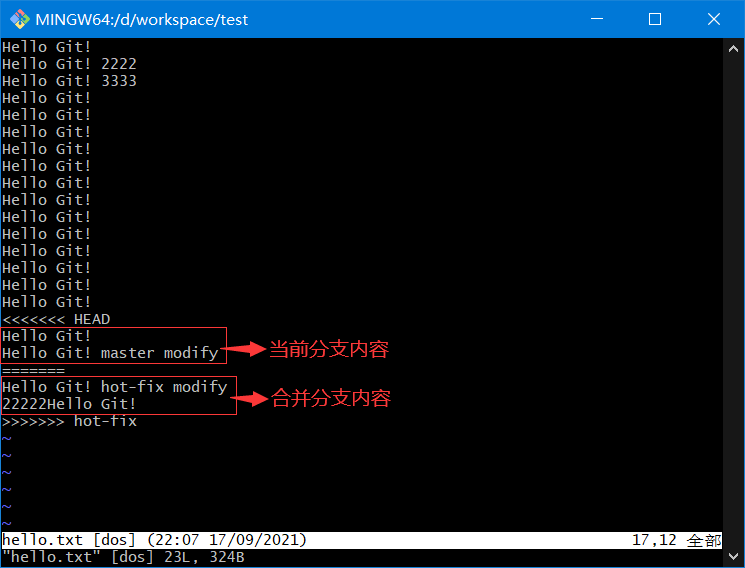 MINGW64:/d/workspace/test
Hello Git!
Hello Git! 2222
Hello Git! 3333
Hello Git!
Hello Git!
Hello Git!
Hello Git!
Hello Git!
Hello Git!
Hello Git!
Hello Git!
Hello Git!
Hello Git!
Hello Git!
Hello Git!
Hello Git!
<<<<<<< HEAD
Hello Git!
Hello Git! master modify
当前分支内容
=======
Hello Git! hot-fix modify
22222Hello Git!
合并分支内容
>>>>>>> hot-fix
~
~
~
~
~
~
hello.txt [dos] (22:07 17/09/2021) 17,12 全部
"hello.txt" [dos] 23L, 324B